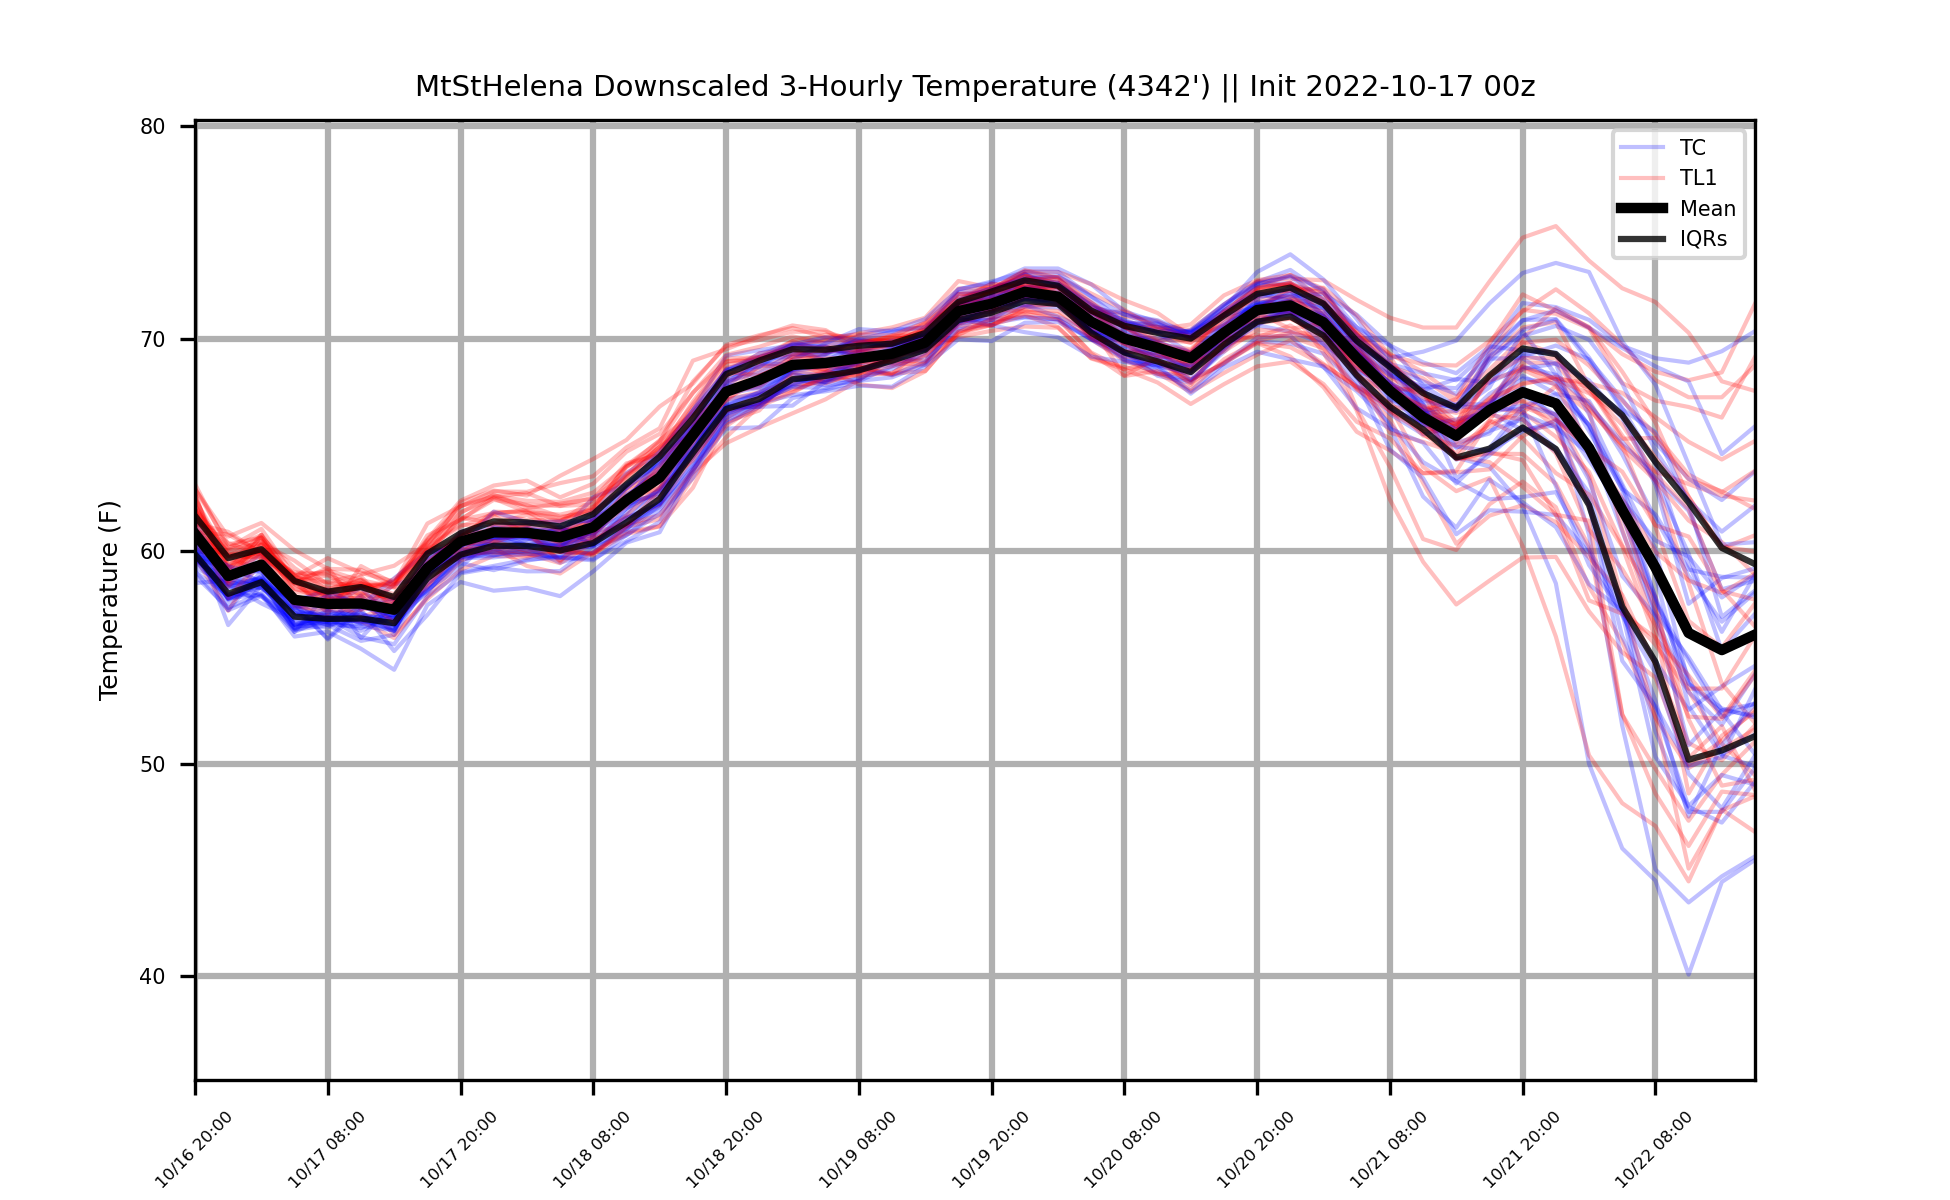 MtStHelena Downscaled 3-Hourly Temperature (4342') || Init 2022-10-17 00z
TC
TL1
Mean
IQRs
Temperature (F)
80
70
60
50
40
10/16 20:00
10/17 08:00
10/17 20:00
10/18 08:00
10/18 20:00
10/19 08:00
10/19 20:00
10/20 08:00
10/20 20:00
10/21 08:00
10/21 20:00
10/22 08:00